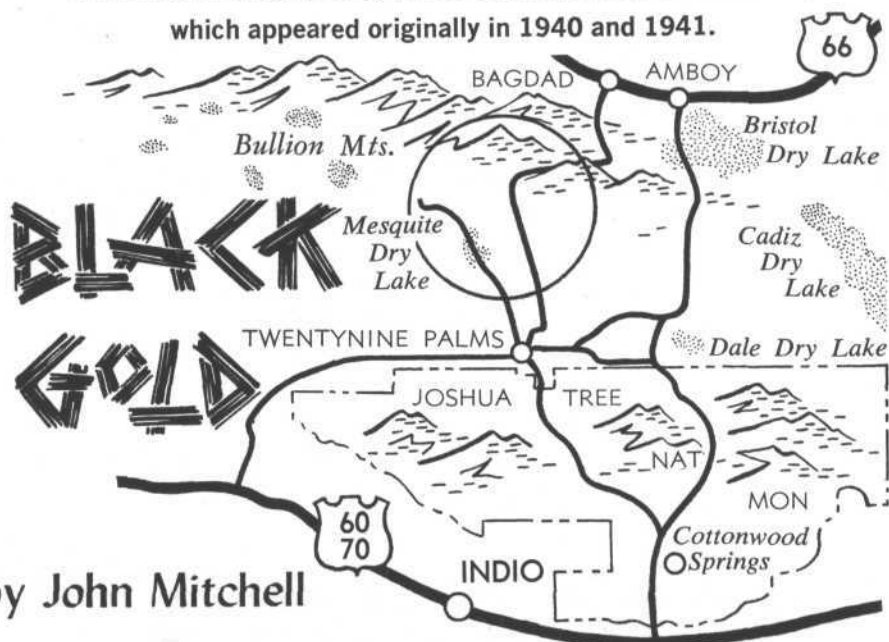 which appeared originally in 1940 and 1941.
66
BAGDAD
AMBOY
Bristol
Dry Lake
Bullion Mts.
BLACK
GOLD
Mesquite
Dry
Lake
Cadiz
Dry
Lake
TWENTYNINE PALMS
Dale Dry Lake
JOSHUA TREE
NAT
MON
60
70
Cottonwood
Springs
INDIO
by John Mitchell